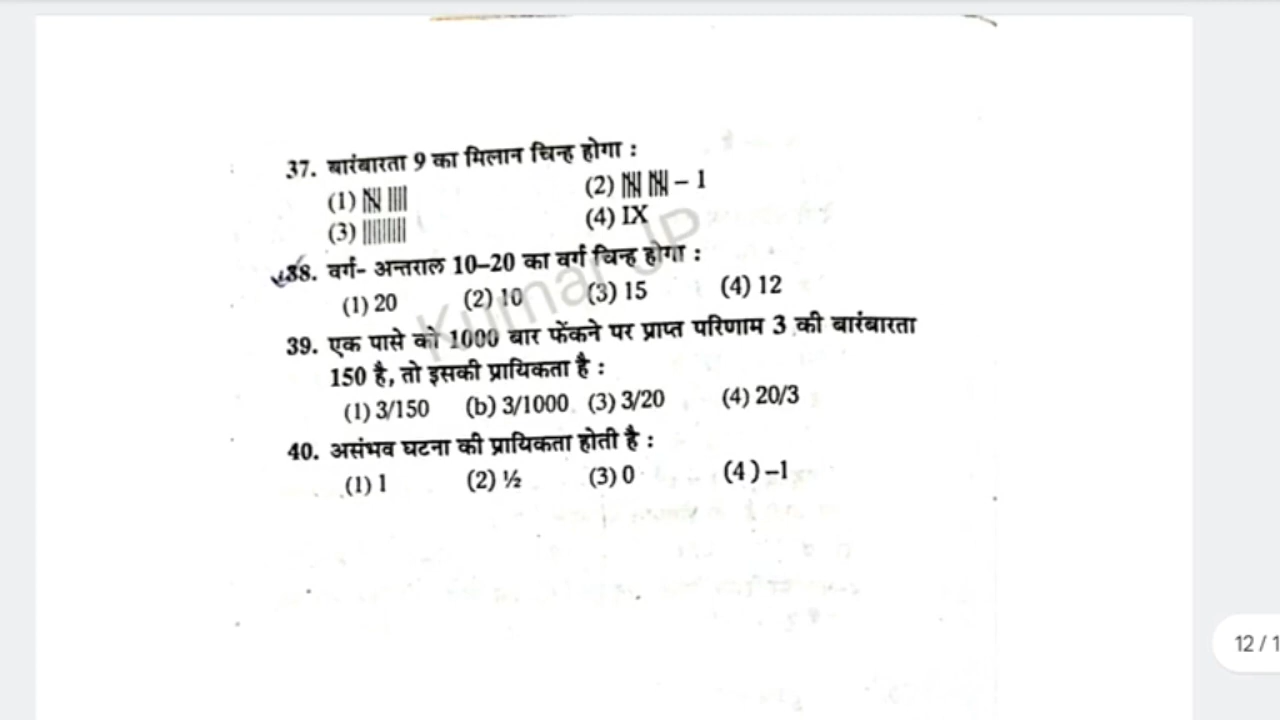 37. बारंबारता 9 का मिलान चिन्ह होगा :
(1) 𝍸 |||| (2) 𝍸 𝍸 – 1
(3) ||||||||| (4) IX
38. वर्ग- अन्तराल 10–20 का वर्ग चिन्ह होगा :
(1) 20 (2) 10 (3) 15 (4) 12
39. एक पासे को 1000 बार फेंकने पर प्राप्त परिणाम 3 की बारंबारता
150 है, तो इसकी प्रायिकता है :
(1) 3/150 (b) 3/1000 (3) 3/20 (4) 20/3
40. असंभव घटना की प्रायिकता होती है :
(1) 1 (2) ½ (3) 0 (4 ) –1
Kumar JP
12 / 1